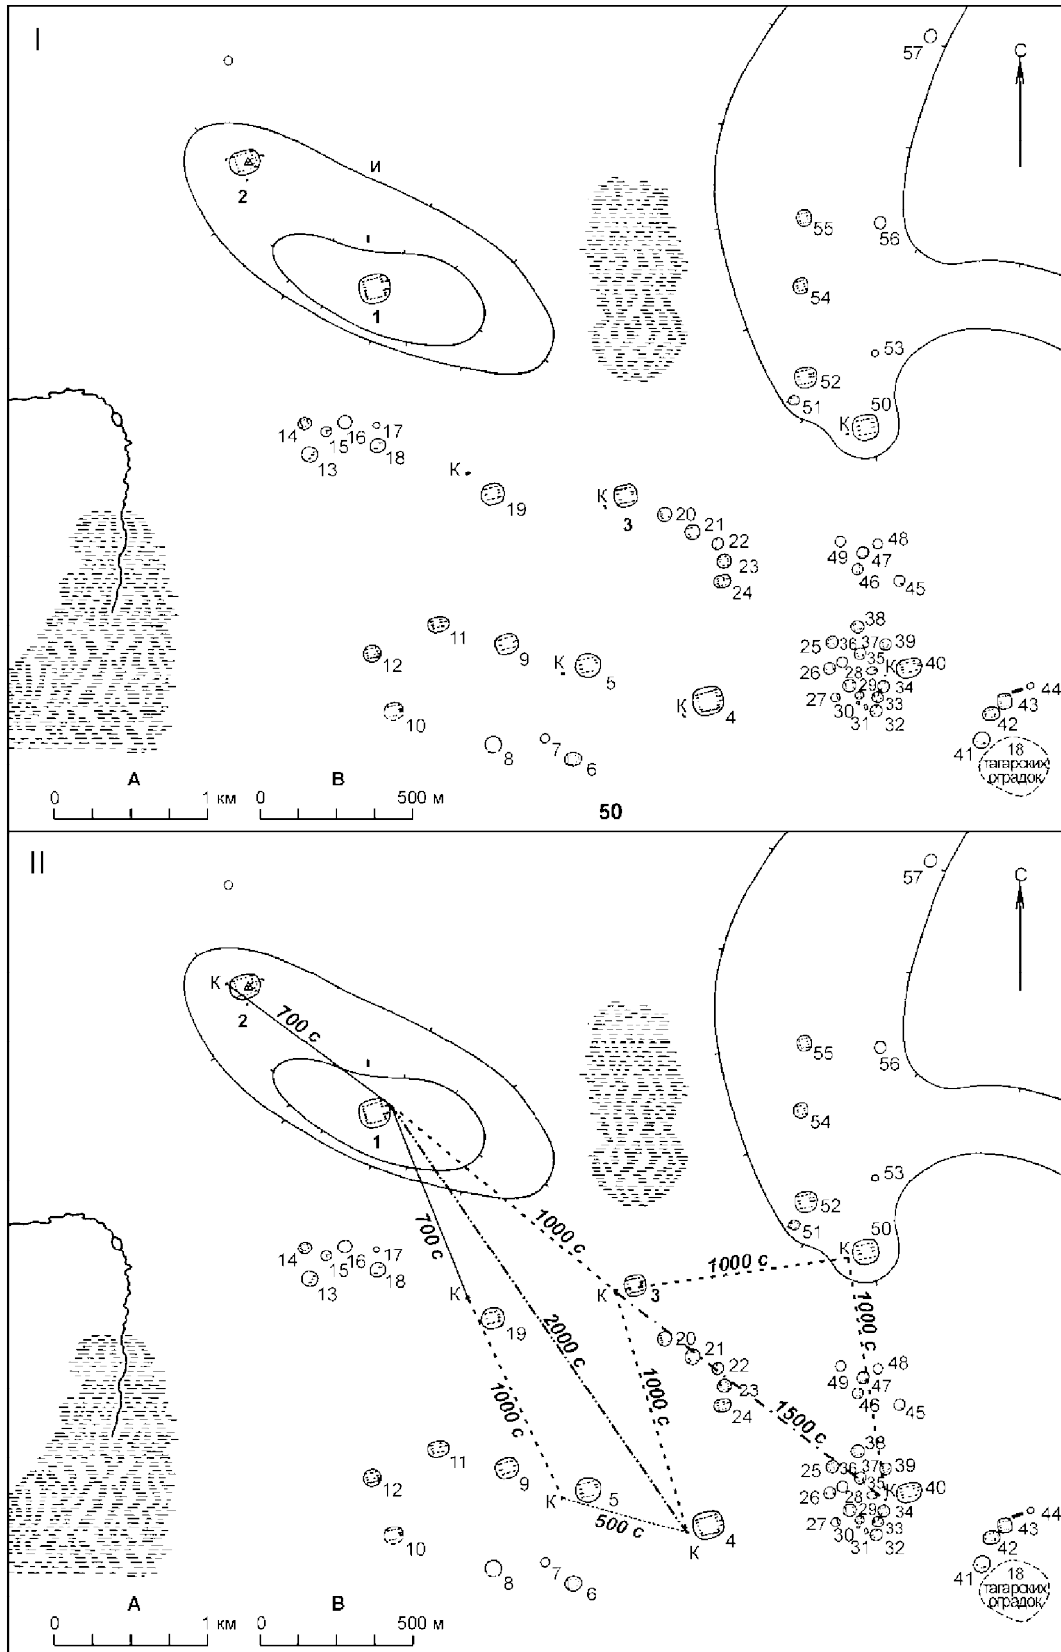 I
57
С
И
2
1
55
56
54
53
52
51
К
50
14
15
16
17
13
18
К
19
К
3
20
21
22
23
24
49
48
47
46
45
11
12
9
К
5
10
К
4
8
7
6
38
25
36
37
39
26
35
28
К
40
27
29
34
30
33
31
32
44
43
42
41
18
тагарских
оградок
А
0 1 км
В
0 500 м
50
II
57
С
К
2
700 с
1
55
56
54
53
52
51
К
50
14
15
16
17
13
18
700 с
К
19
1000 с
1000 с
К
3
2000 с
1000 с
1000 с
1000 с
1500 с
20
21
22
23
24
49
48
47
46
45
11
12
9
К
5
500 с
10
К
4
8
7
6
38
25
36
37
39
26
35
28
К
40
27
29
34
30
33
31
32
44
43
42
41
18
тагарских
оградок
А
0 1 км
В
0 500 м